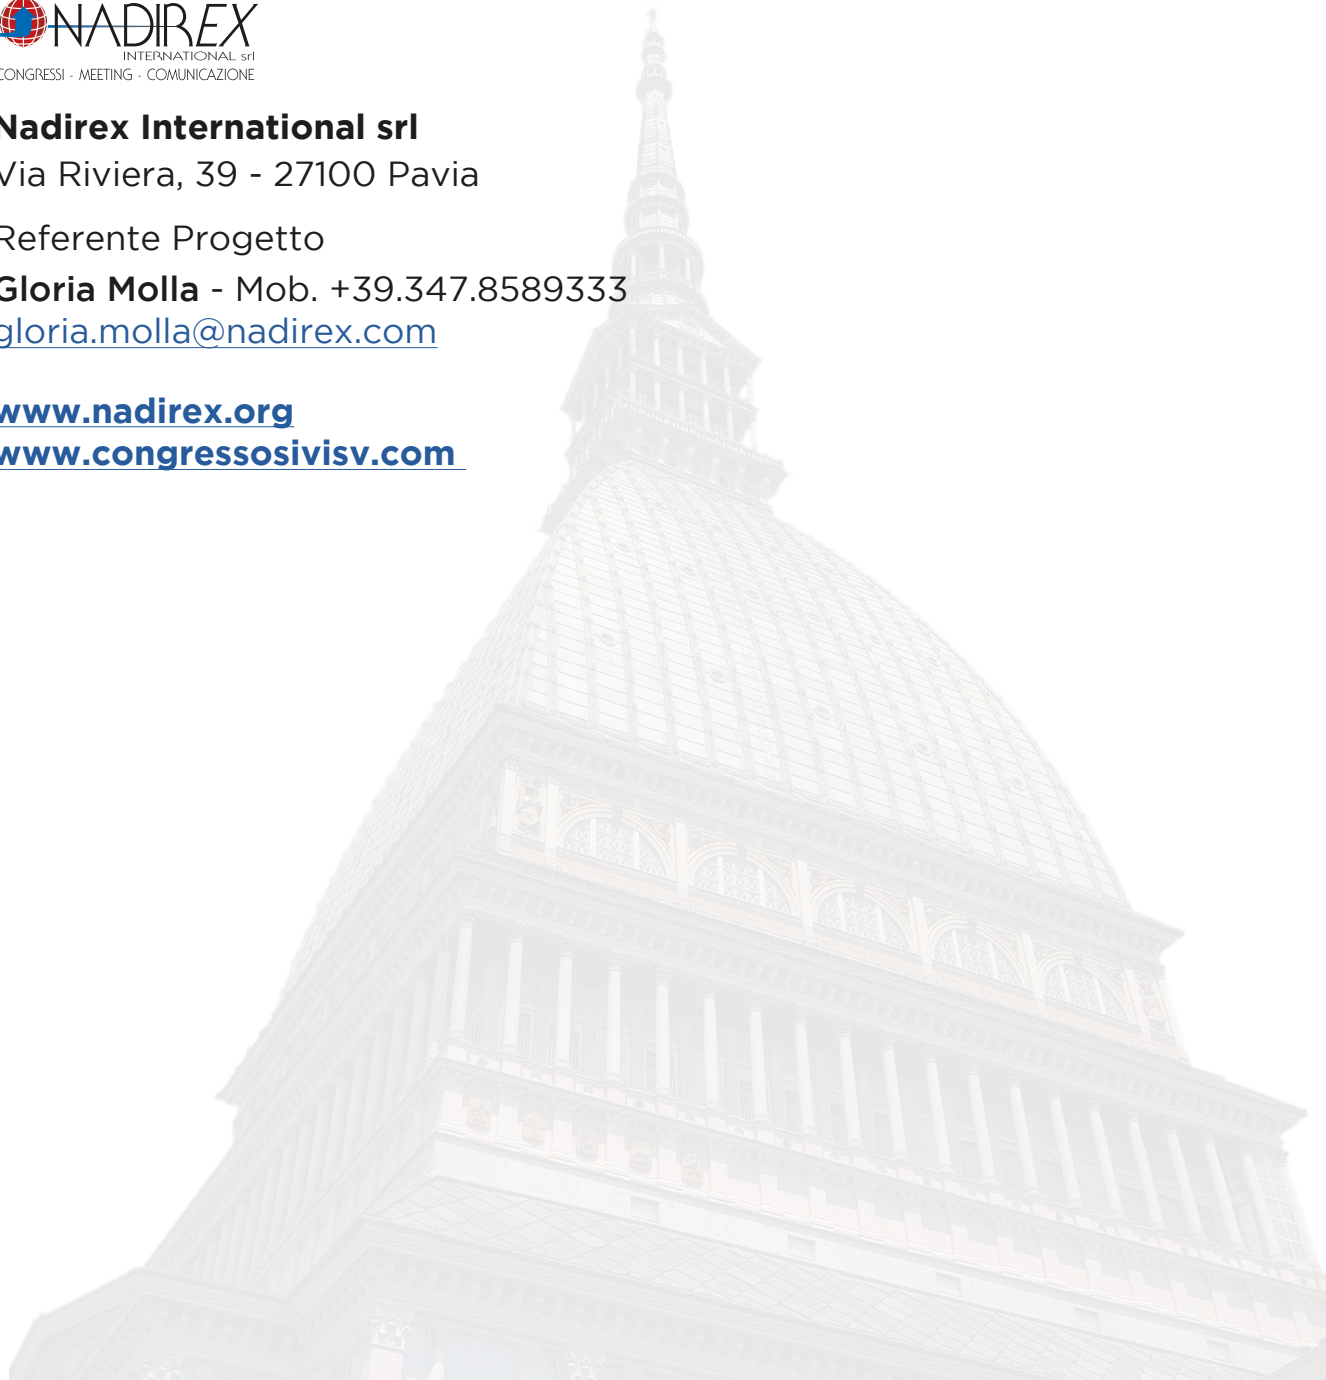 NADIREX
INTERNATIONAL srl
CONGRESSI - MEETING - COMUNICAZIONE
Nadirex International srl
Via Riviera, 39 - 27100 Pavia
Referente Progetto
Gloria Molla - Mob. +39.347.8589333
gloria.molla@nadirex.com
www.nadirex.org
www.congressosivisv.com